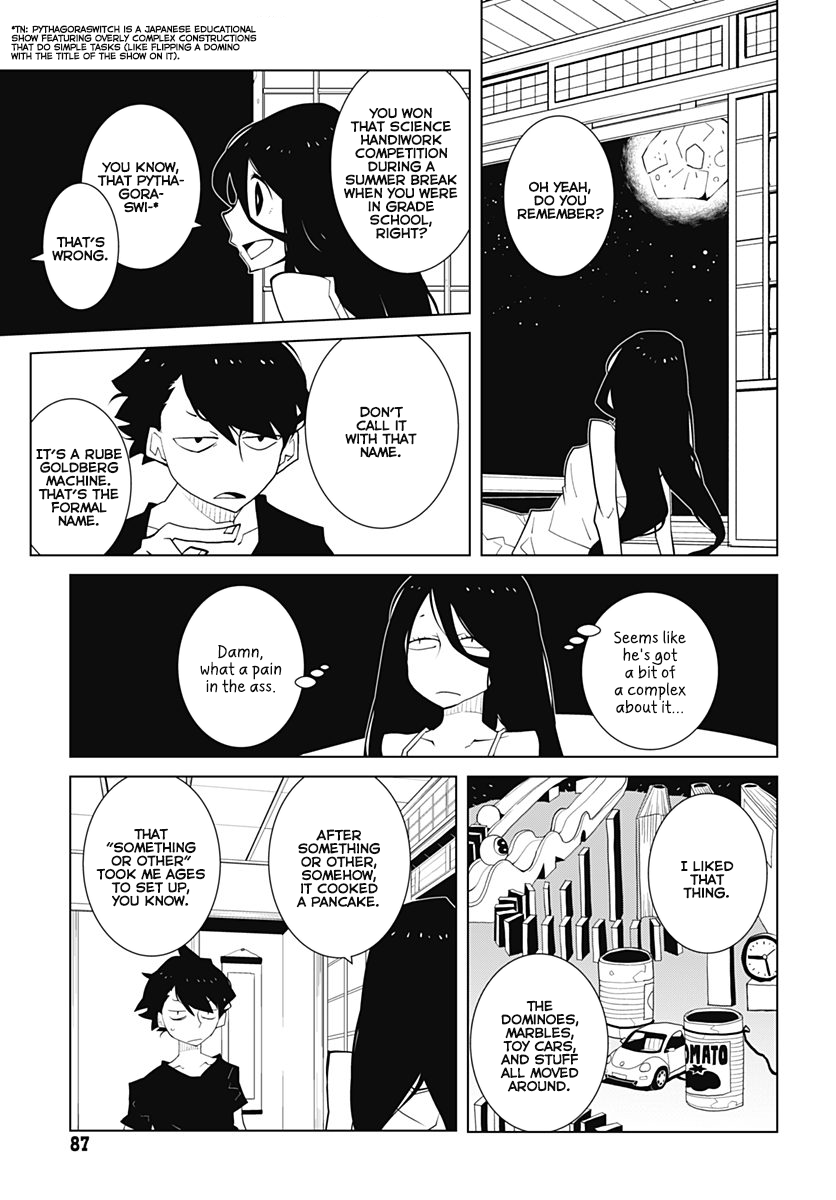 *TN: PYTHAGORASWITCH IS A JAPANESE EDUCATIONAL
SHOW FEATURING OVERLY COMPLEX CONSTRUCTIONS
THAT DO SIMPLE TASKS (LIKE FLIPPING A DOMINO
WITH THE TITLE OF THE SHOW ON IT).
OH YEAH,
DO YOU
REMEMBER?
YOU WON
THAT SCIENCE
HANDIWORK
COMPETITION
DURING A
SUMMER BREAK
WHEN YOU WERE
IN GRADE
SCHOOL,
RIGHT?
YOU KNOW,
THAT PYTHA-
GORA-
SWI-*
THAT'S
WRONG.
DON'T
CALL IT
WITH THAT
NAME.
IT'S A RUBE
GOLDBERG
MACHINE.
THAT'S THE
FORMAL
NAME.
Seems like
he's got
a bit of
a complex
about it...
Damn,
what a pain
in the ass.
I LIKED
THAT
THING.
THE
DOMINOES,
MARBLES,
TOY CARS,
AND STUFF
ALL MOVED
AROUND.
OMATO
AFTER
SOMETHING
OR OTHER,
SOMEHOW,
IT COOKED
A PANCAKE.
THAT
"SOMETHING
OR OTHER"
TOOK ME AGES
TO SET UP,
YOU KNOW.
87